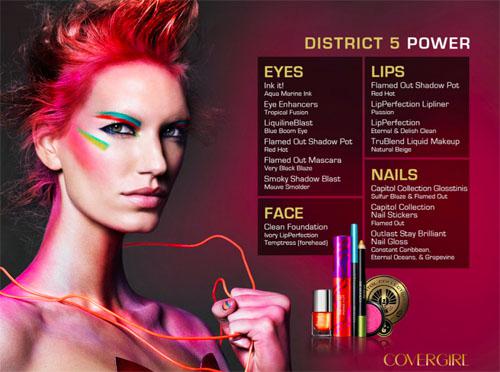 DISTRICT 5 POWER
EYES
Ink it!
Aqua Marine Ink
Eye Enhancers
Tropical Fusion
LiquilineBlast
Blue Boom Eye
Flamed Out Shadow Pot
Red Hot
Flamed Out Mascara
Very Black Blaze
Smoky Shadow Blast
Mauve Smolder
FACE
Clean Foundation
Ivory LipPerfection
Temptress (forehead)
LIPS
Flamed Out Shadow Pot
Red Hot
LipPerfection Lipliner
Passion
LipPerfection
Eternal & Delish Clean
TruBlend Liquid Makeup
Natural Beige
NAILS
Capitol Collection Glosstinis
Sulfur Blaze & Flamed Out
Capitol Collection
Nail Stickers
Flamed Out
Outlast Stay Brilliant
Nail Gloss
Constant Caribbean,
Eternal Oceans, & Grapevine
COVERGIRL